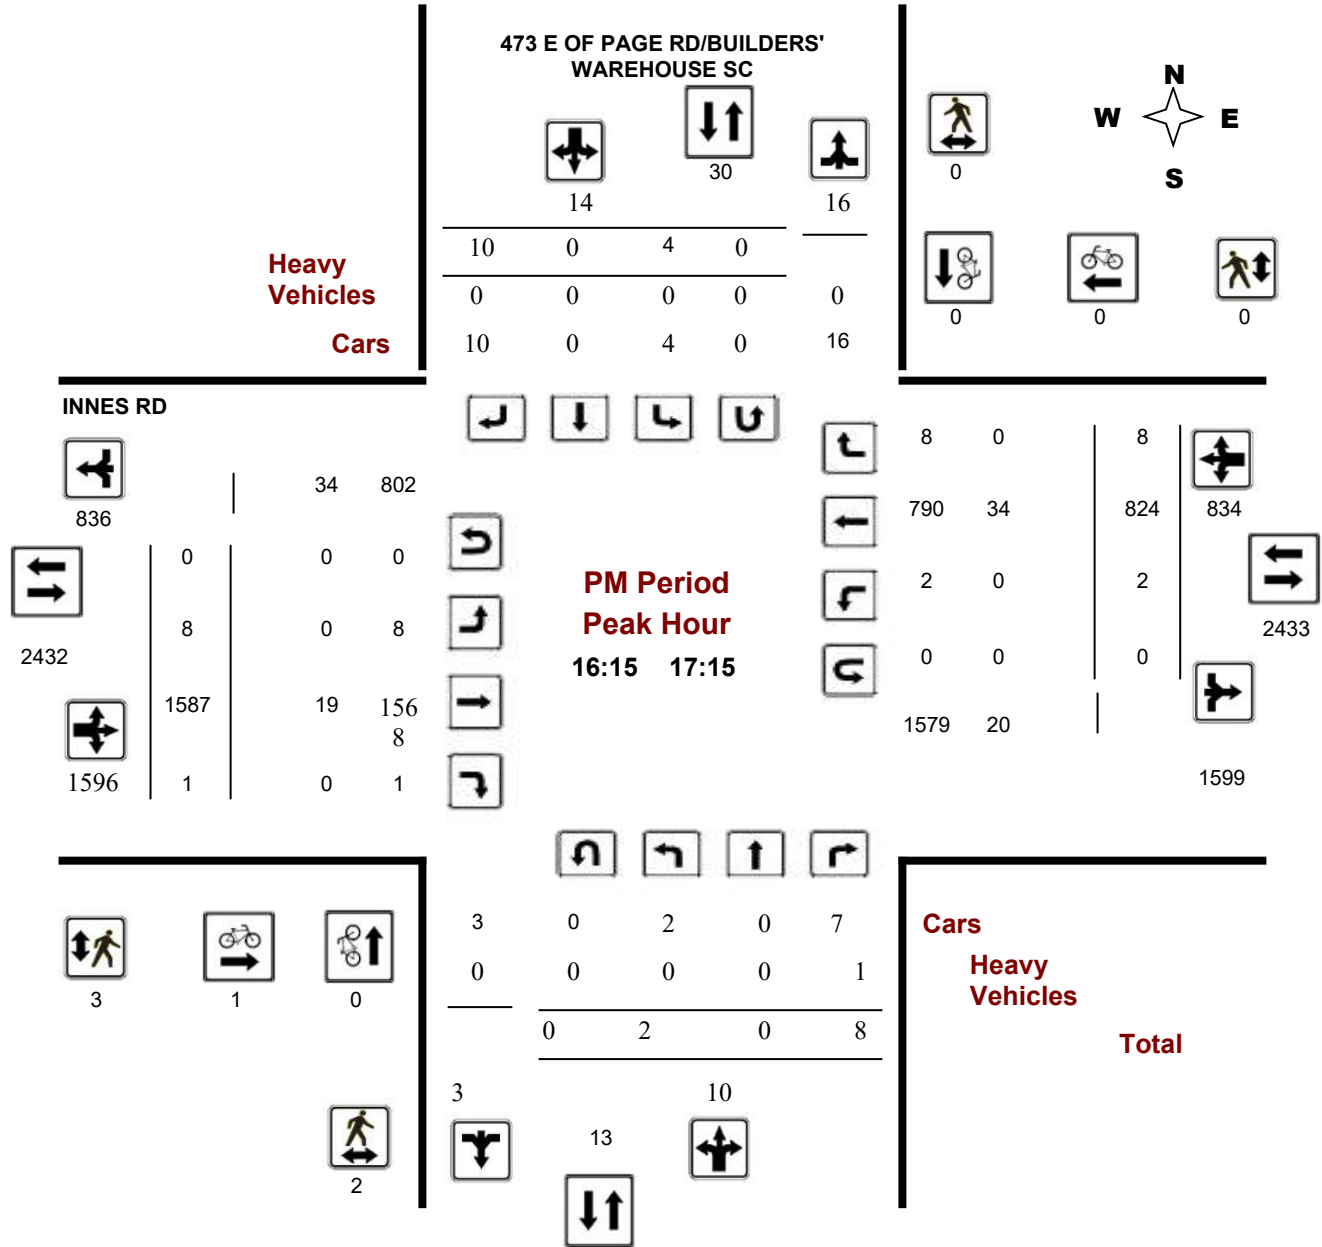 473 E OF PAGE RD/BUILDERS'
WAREHOUSE SC
N
W E
S
30
0
14
16
10 0 4 0
Heavy
Vehicles
0 0 0 0 0
0 0 0
Cars
10 0 4 0 16
INNES RD
8 0 8
34 802
836
790 34 824 834
0 0 0
PM Period
2 0 2
Peak Hour
8 0 8
2433
2432
16:15 17:15
0 0 0
1587 19 156
8
1579 20
1596 1 0 1
1599
3 0 2 0 7
Cars
0 0 0 0 1
Heavy
Vehicles
3 1 0
0 2 0 8
Total
3 10
13
2